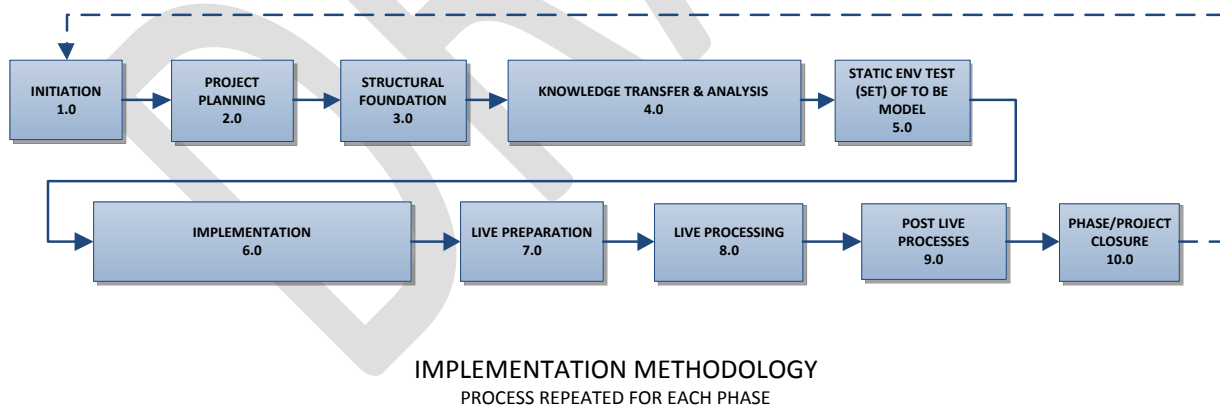 INITIATION
1.0
PROJECT
PLANNING
2.0
STRUCTURAL
FOUNDATION
3.0
KNOWLEDGE TRANSFER & ANALYSIS
4.0
STATIC ENV TEST
(SET) OF TO BE
MODEL
5.0
IMPLEMENTATION
6.0
LIVE PREPARATION
7.0
LIVE PROCESSING
8.0
POST LIVE
PROCESSES
9.0
PHASE/PROJECT
CLOSURE
10.0
IMPLEMENTATION METHODOLOGY
PROCESS REPEATED FOR EACH PHASE